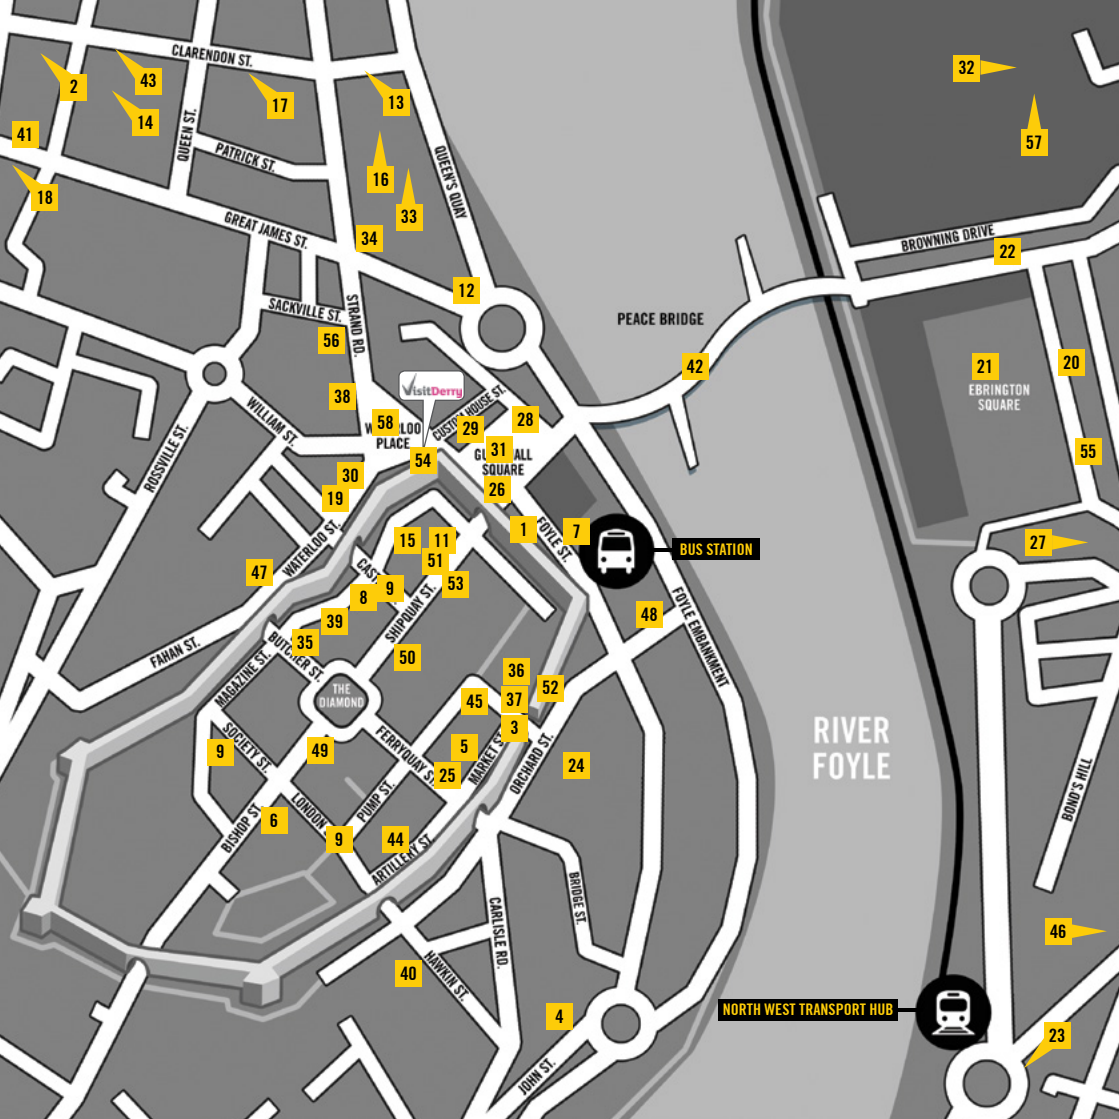 CLARENDON ST.
32
2
43
17
13
14
41
QUEEN ST.
57
PATRICK ST.
QUEEN'S QUAY
16
18
33
GREAT JAMES ST.
34
BROWNING DRIVE
22
12
SACKVILLE ST.
STRAND RD.
PEACE BRIDGE
56
42
21
20
EBRINGTON
SQUARE
VisitDerry
38
CUSTOM HOUSE ST.
WILLIAM ST.
58
PLACE
29
28
ROSSVILLE ST.
31
SQUARE
54
55
30
26
19
WATERLOO ST.
1
FOYLE ST.
7
15
11
BUS STATION
27
51
47
53
9
8
SHIPQUAY ST.
48
FOYLE EMBANKMENT
39
35
BUTCHER ST.
FAHAN ST.
50
MAGAZINE ST.
36
THE
DIAMOND
45
37
52
3
RIVER
FOYLE
SOCIETY ST.
9
49
FERRYQUAY ST.
5
MARKET ST.
ORCHARD ST.
24
25
PUMP ST.
BOND'S HILL
LONDON
6
BISHOP ST.
9
44
ARTILLERY ST.
BRIDGE ST.
CARLISLE RD.
46
HAWKIN ST.
40
NORTH WEST TRANSPORT HUB
4
23
JOHN ST.